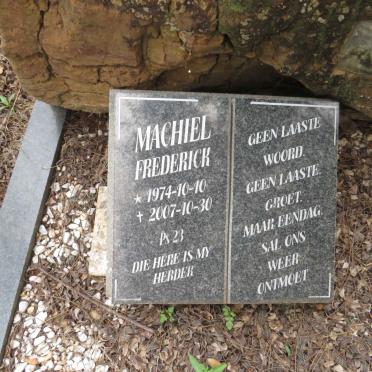 MACHIEL
FREDERICK
* 1974-10-10
† 2007-10-30
Ps 23
DIE HERE IS MY
HERDER
GEEN LAASTE
WOORD.
GEEN LAASTE.
GROET.
MAAR EENDAG.
SAL ONS
WEER
ONTMOET